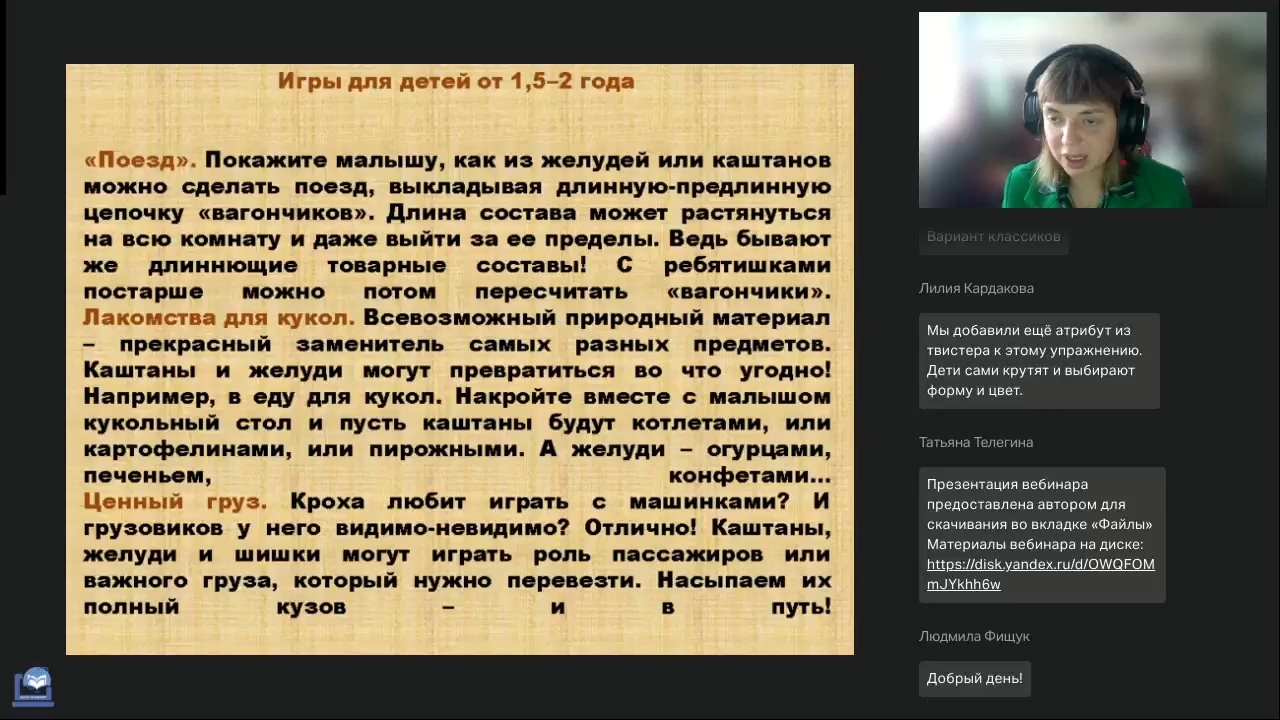 Игры для детей от 1,5–2 года
«Поезд». Покажите малышу, как из желудей или каштанов
можно сделать поезд, выкладывая длинную-предлинную
цепочку «вагончиков». Длина состава может растянуться
на всю комнату и даже выйти за ее пределы. Ведь бывают
же длиннющие товарные составы! С ребятишками
постарше можно потом пересчитать «вагончики».
Лакомства для кукол. Всевозможный природный материал
– прекрасный заменитель самых разных предметов.
Каштаны и желуди могут превратиться во что угодно!
Например, в еду для кукол. Накройте вместе с малышом
кукольный стол и пусть каштаны будут котлетами, или
картофелинами, или пирожными. А желуди – огурцами,
печеньем, конфетами...
Ценный груз. Кроха любит играть с машинками? И
грузовиков у него видимо-невидимо? Отлично! Каштаны,
желуди и шишки могут играть роль пассажиров или
важного груза, который нужно перевезти. Насыпаем их
полный кузов – и в путь!
Вариант классиков
Лилия Кардакова
Мы добавили ещё атрибут из
твистера к этому упражнению.
Дети сами крутят и выбирают
форму и цвет.
Татьяна Телегина
Презентация вебинара
предоставлена автором для
скачивания во вкладке «Файлы»
Материалы вебинара на диске:
https://disk.yandex.ru/d/OWQFOM
mJYkhh6w
Людмила Фищук
Добрый день!